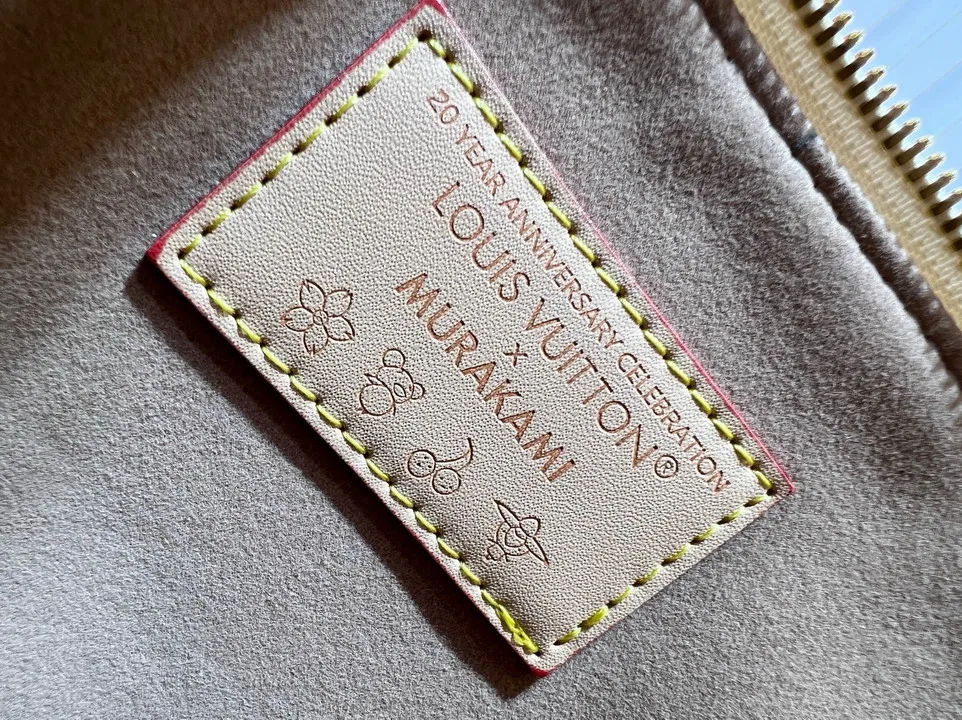 20 YEAR ANNIVERSARY CELEBRATION
LOUIS VUITTON®
×
MURAKAMI